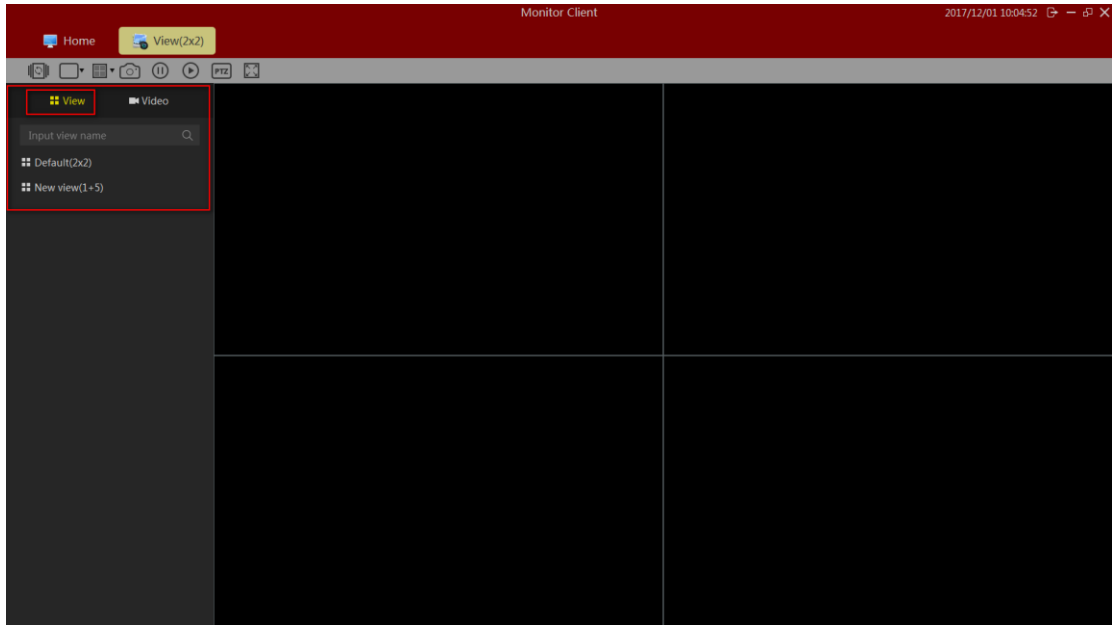 Monitor Client
2017/12/01 10:04:52
Home View(2x2)
PTZ
View Video
Input view name
Default(2x2)
New view(1+5)